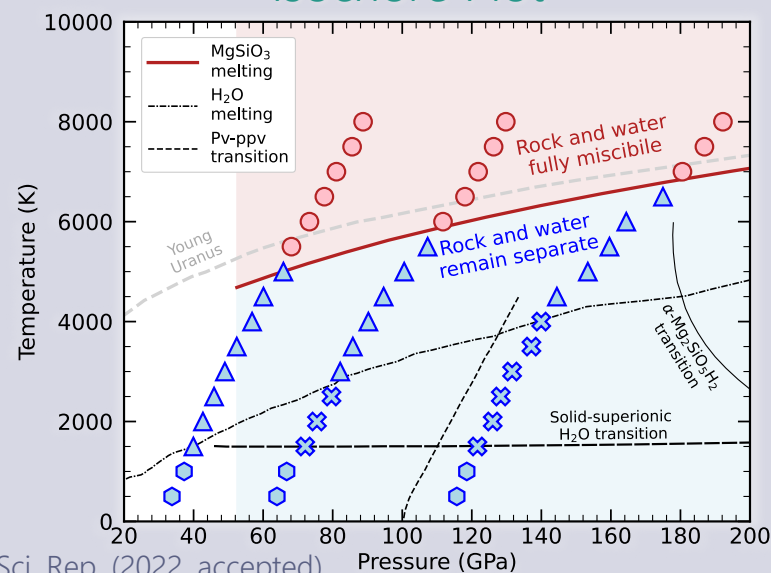 10000
8000
6000
4000
2000
0
Temperature (K)
MgSiO₃
melting
H₂O
melting
Pv-ppv
transition
Rock and water
fully miscibile
Young
Uranus
Rock and water
remain separate
α-Mg₂SiO₅H₂
transition
Solid-superionic
H₂O transition
20 40 60 80 100 120 140 160 180 200
Pressure (GPa)
Sci. Rep. (2022, accepted)